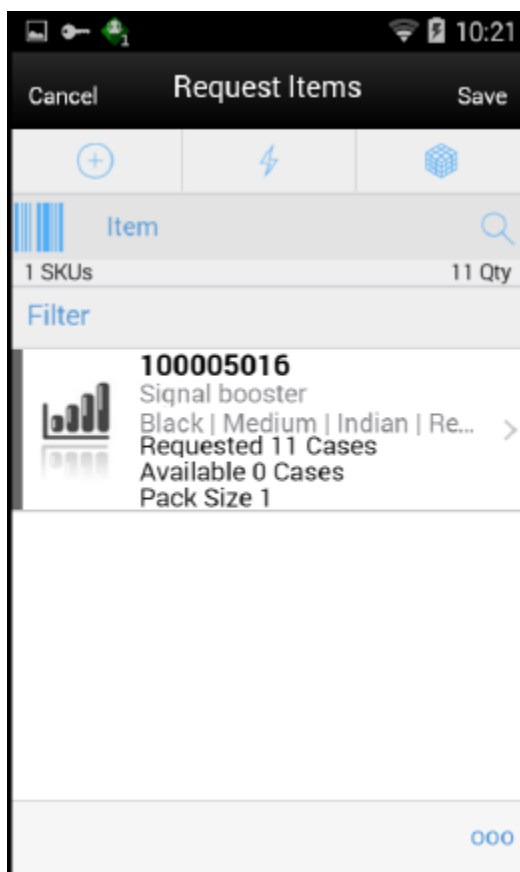 1 10:21
Cancel Request Items Save
Item
1 SKUs 11 Qty
Filter
100005016
Signal booster
Black | Medium | Indian | Re...
Requested 11 Cases
Available 0 Cases
Pack Size 1
ooo